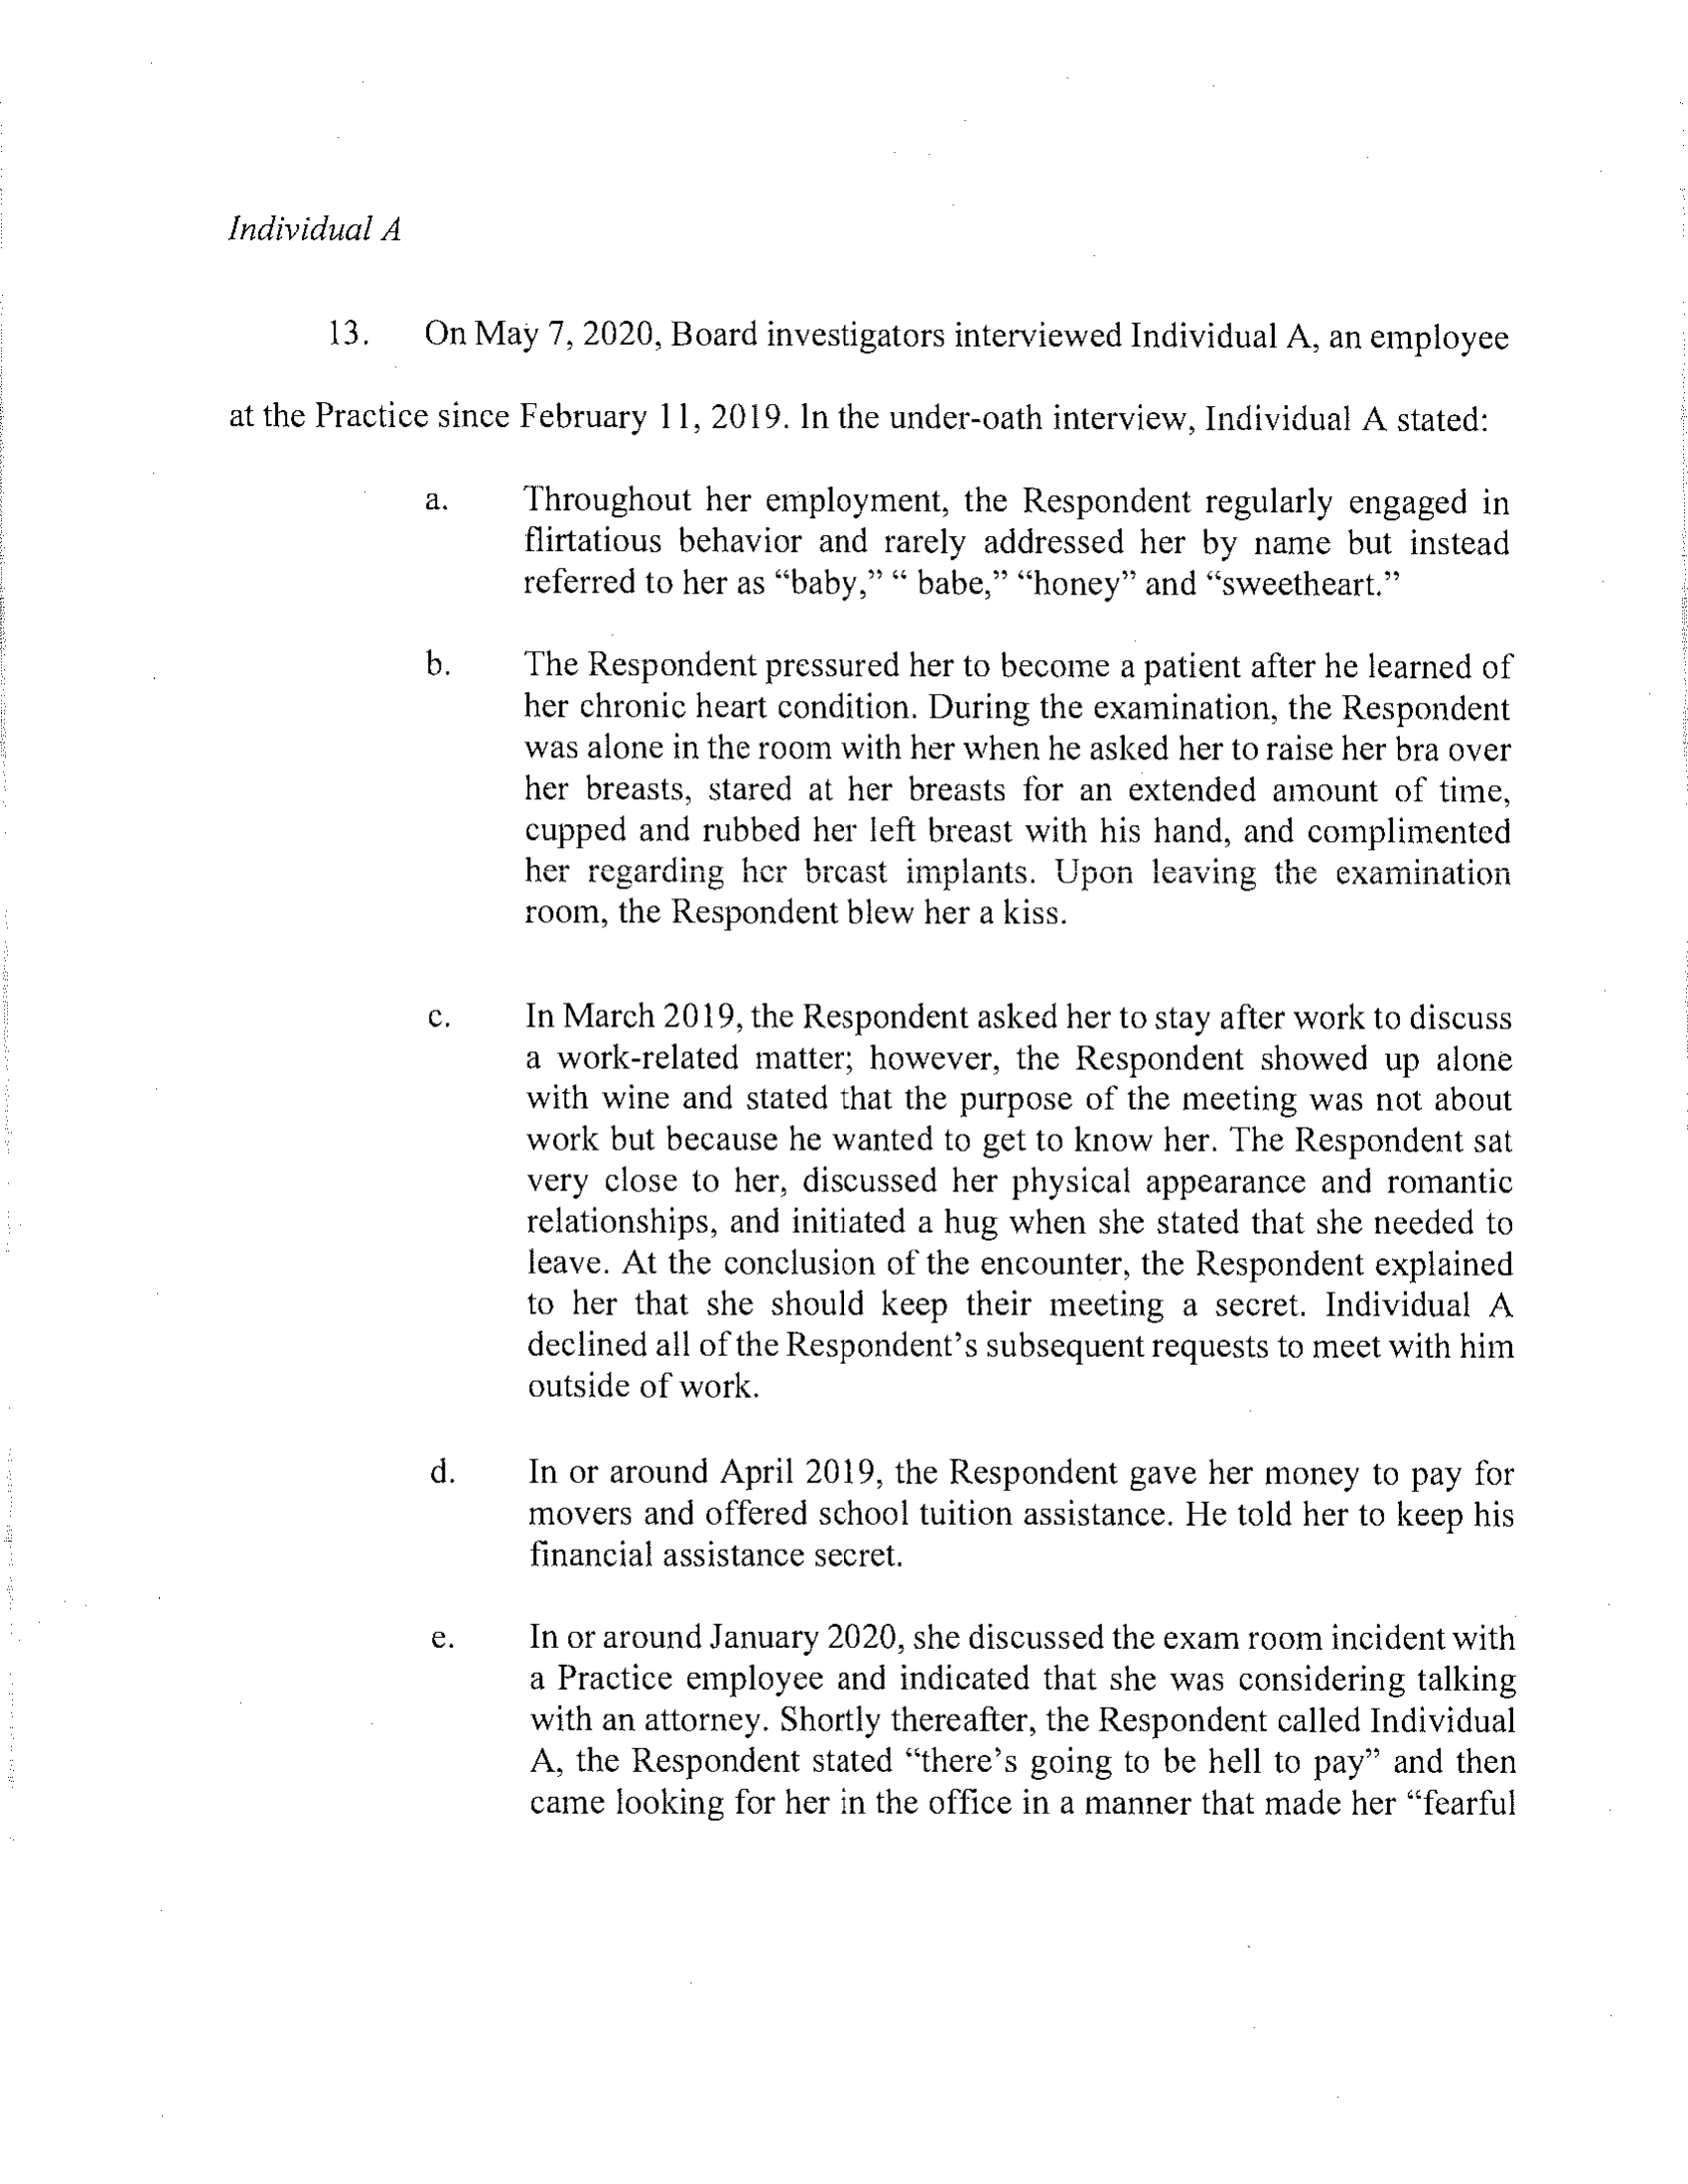 Individual A
13. On May 7, 2020, Board investigators interviewed Individual A, an employee
at the Practice since February 11, 2019. In the under-oath interview, Individual A stated:
a. Throughout her employment, the Respondent regularly engaged in
flirtatious behavior and rarely addressed her by name but instead
referred to her as “baby,” “ babe,” “honey” and “sweetheart.”
b. The Respondent pressured her to become a patient after he learned of
her chronic heart condition. During the examination, the Respondent
was alone in the room with her when he asked her to raise her bra over
her breasts, stared at her breasts for an extended amount of time,
cupped and rubbed her left breast with his hand, and complimented
her regarding her breast implants. Upon leaving the examination
room, the Respondent blew her a kiss.
c. In March 2019, the Respondent asked her to stay after work to discuss
a work-related matter; however, the Respondent showed up alone
with wine and stated that the purpose of the meeting was not about
work but because he wanted to get to know her. The Respondent sat
very close to her, discussed her physical appearance and romantic
relationships, and initiated a hug when she stated that she needed to
leave. At the conclusion of the encounter, the Respondent explained
to her that she should keep their meeting a secret. Individual A
declined all of the Respondent’s subsequent requests to meet with him
outside of work.
d. In or around April 2019, the Respondent gave her money to pay for
movers and offered school tuition assistance. He told her to keep his
financial assistance secret.
e. In or around January 2020, she discussed the exam room incident with
a Practice employee and indicated that she was considering talking
with an attorney. Shortly thereafter, the Respondent called Individual
A, the Respondent stated “there’s going to be hell to pay” and then
came looking for her in the office in a manner that made her “fearful